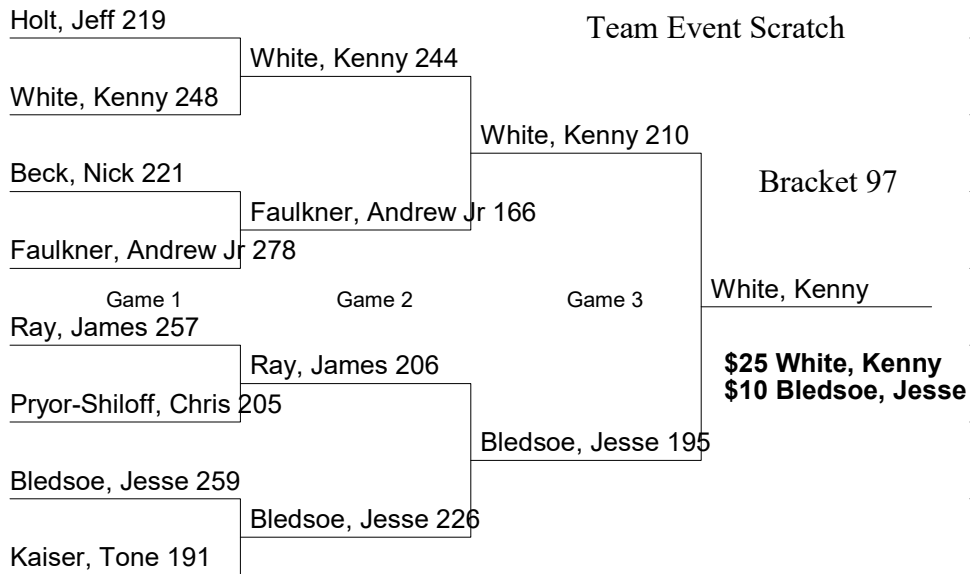 Team Event Scratch
Bracket 97
Holt, Jeff 219
White, Kenny 248
Beck, Nick 221
Faulkner, Andrew Jr 278
Game 1
Ray, James 257
Pryor-Shiloff, Chris 205
Bledsoe, Jesse 259
Kaiser, Tone 191
White, Kenny 244
Faulkner, Andrew Jr 166
Game 2
Ray, James 206
Bledsoe, Jesse 226
White, Kenny 210
Game 3
Bledsoe, Jesse 195
White, Kenny
$25 White, Kenny
$10 Bledsoe, Jesse